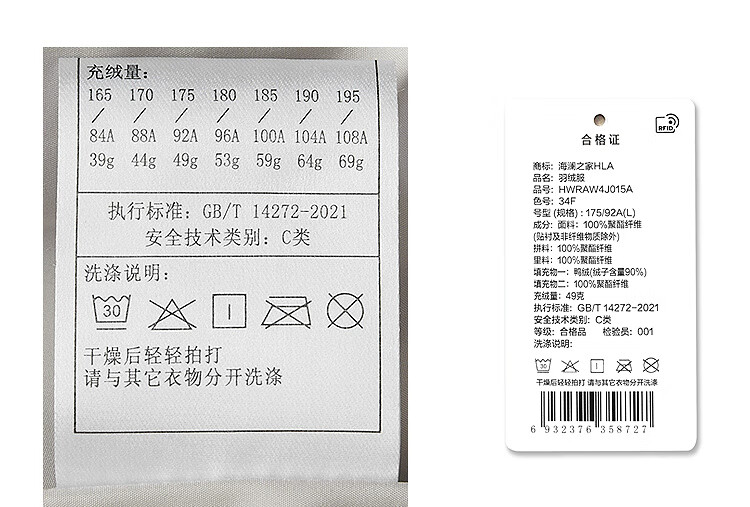 充绒量：
165 170 175 180 185 190 195
/ / / / / / /
84A 88A 92A 96A 100A 104A 108A
39g 44g 49g 53g 59g 64g 69g
执行标准：GB/T 14272-2021
安全技术类别：C类
洗涤说明：
30
干燥后轻轻拍打
请与其它衣物分开洗涤
RFID
合格证
商标：海澜之家HLA
品名：羽绒服
品号：HWRAW4J015A
色号：34F
号型(规格)：175/92A(L)
成分：面料：100%聚酯纤维
(贴衬及非纤维物质除外)
拼料：100%聚酯纤维
里料：100%聚酯纤维
填充物一：鸭绒(绒子含量90%)
填充物二：100%聚酯纤维
充绒量：49克
执行标准：GB/T 14272-2021
安全技术类别：C类
等级：合格品 检验员：001
洗涤说明：
30
干燥后轻轻拍打 请与其它衣物分开洗涤
6 932376 358727